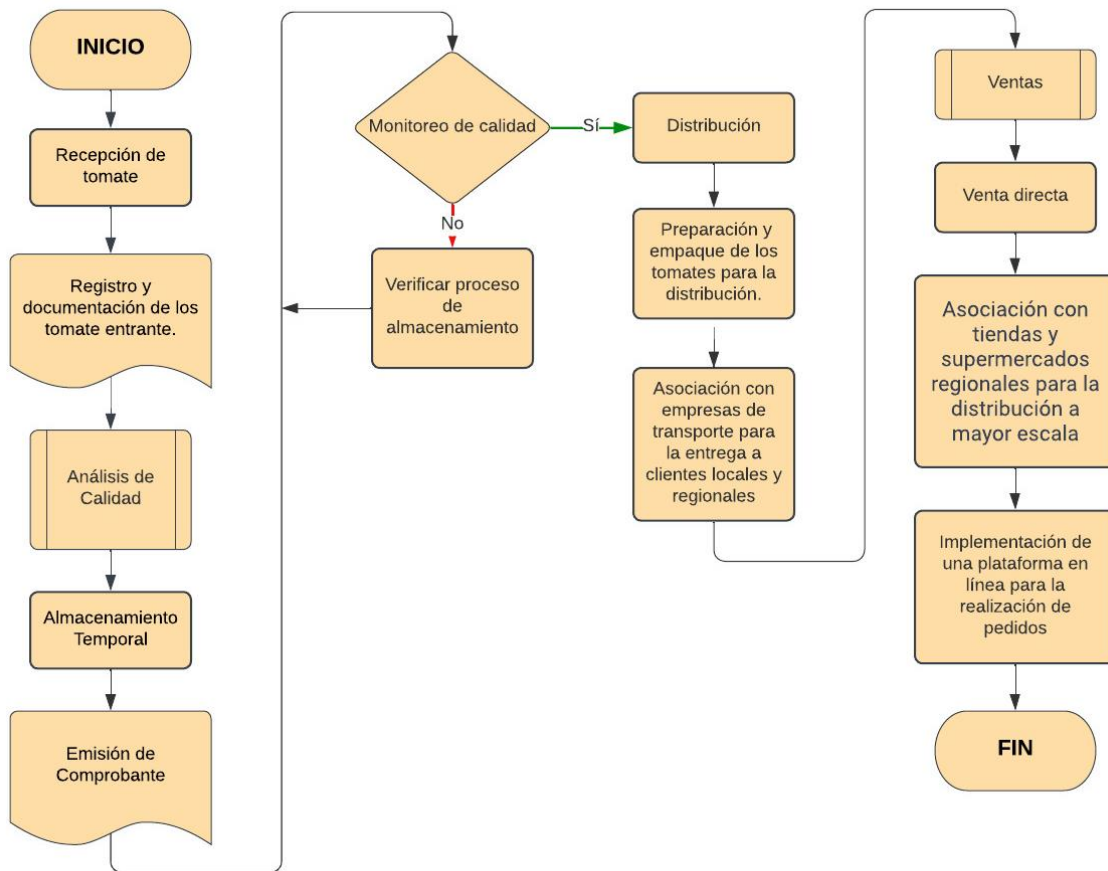 INICIO
Recepción de
tomate
Registro y
documentación de los
tomate entrante.
Análisis de
Calidad
Almacenamiento
Temporal
Emisión de
Comprobante
Monitoreo de calidad
Sí
No
Verificar proceso
de
almacenamiento
Distribución
Preparación y
empaque de los
tomates para la
distribución.
Asociación con
empresas de
transporte para
la entrega a
clientes locales y
regionales
Ventas
Venta directa
Asociación con
tiendas y
supermercados
regionales para la
distribución a
mayor escala
Implementación de
una plataforma en
línea para la
realización de
pedidos
FIN